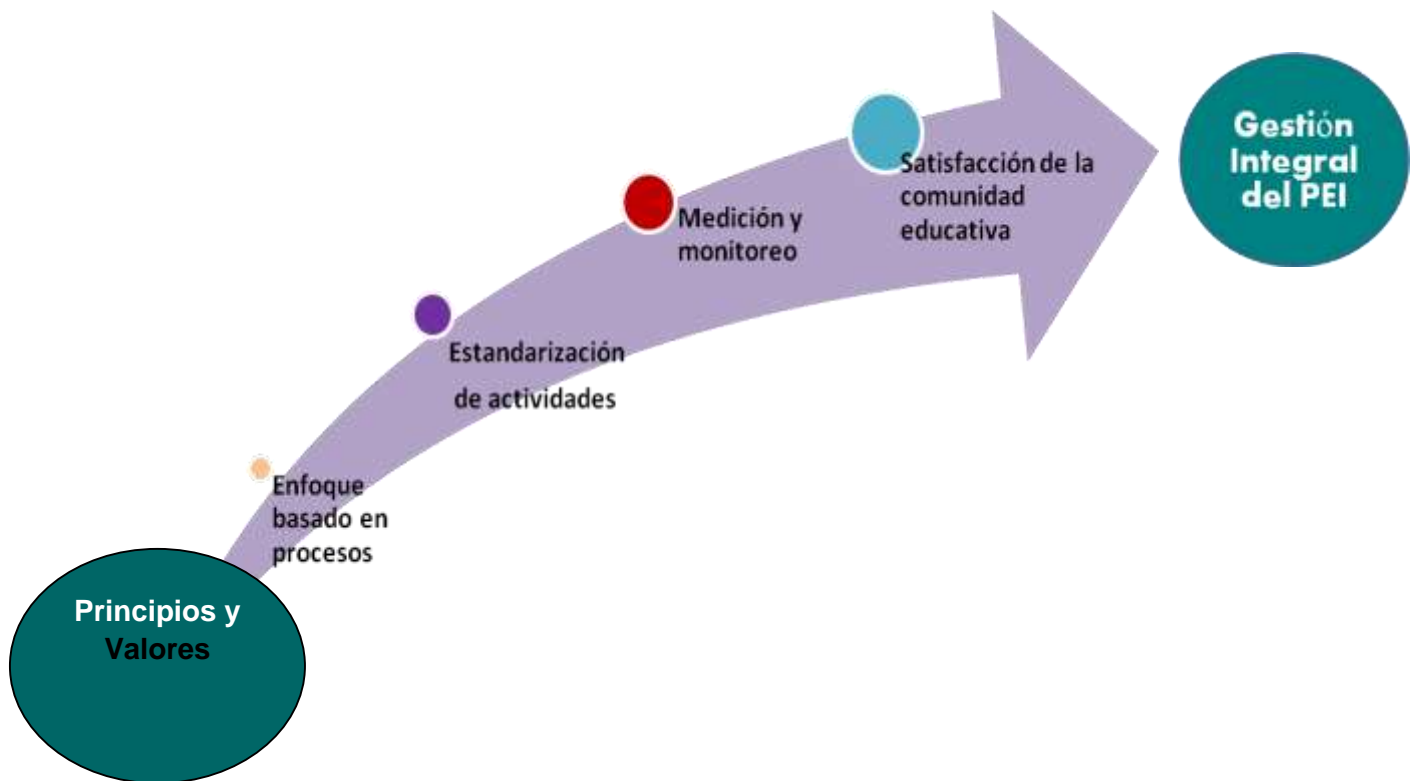 Principios y
Valores
Enfoque
basado en
procesos
Estandarización
de actividades
Medición y
monitoreo
Satisfacción de la
comunidad
educativa
Gestión
Integral
del PEI